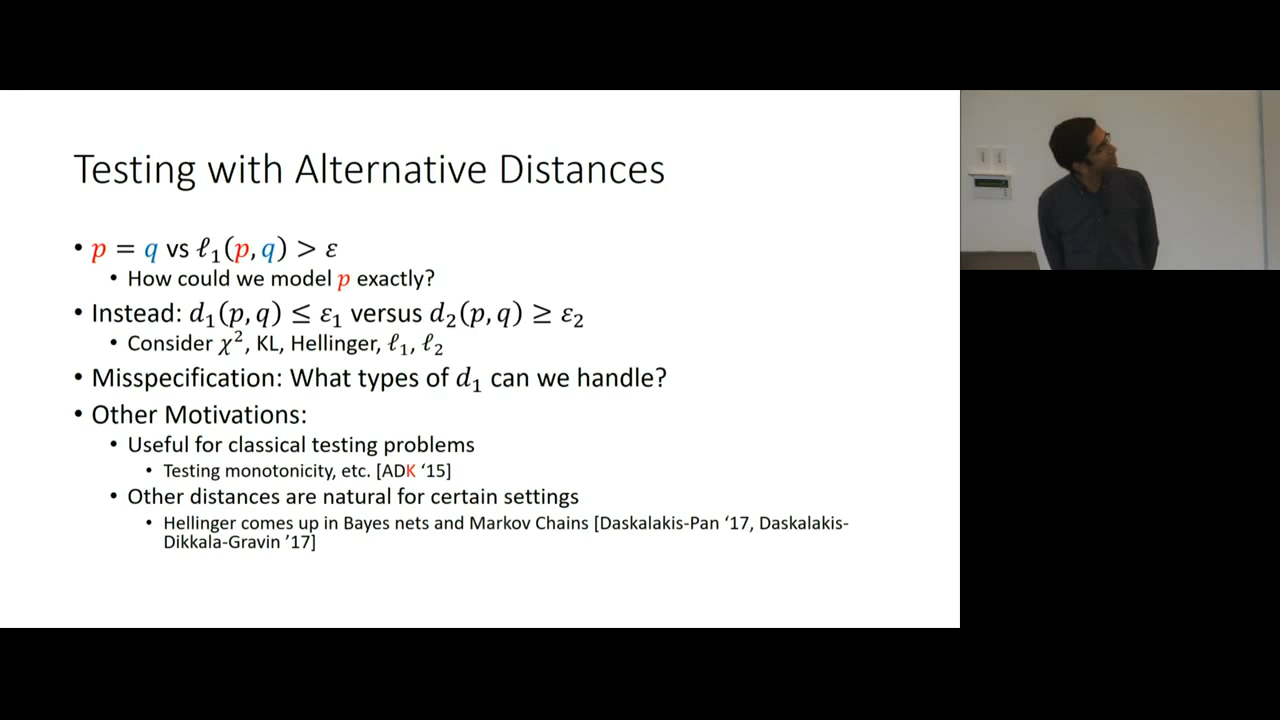 Testing with Alternative Distances
• p = q vs ℓ₁(p, q) > ε
• How could we model p exactly?
• Instead: d₁(p, q) ≤ ε₁ versus d₂(p, q) ≥ ε₂
• Consider χ², KL, Hellinger, ℓ₁, ℓ₂
• Misspecification: What types of d₁ can we handle?
• Other Motivations:
• Useful for classical testing problems
• Testing monotonicity, etc. [ADK ‘15]
• Other distances are natural for certain settings
• Hellinger comes up in Bayes nets and Markov Chains [Daskalakis-Pan ‘17, Daskalakis-
Dikkala-Gravin ’17]